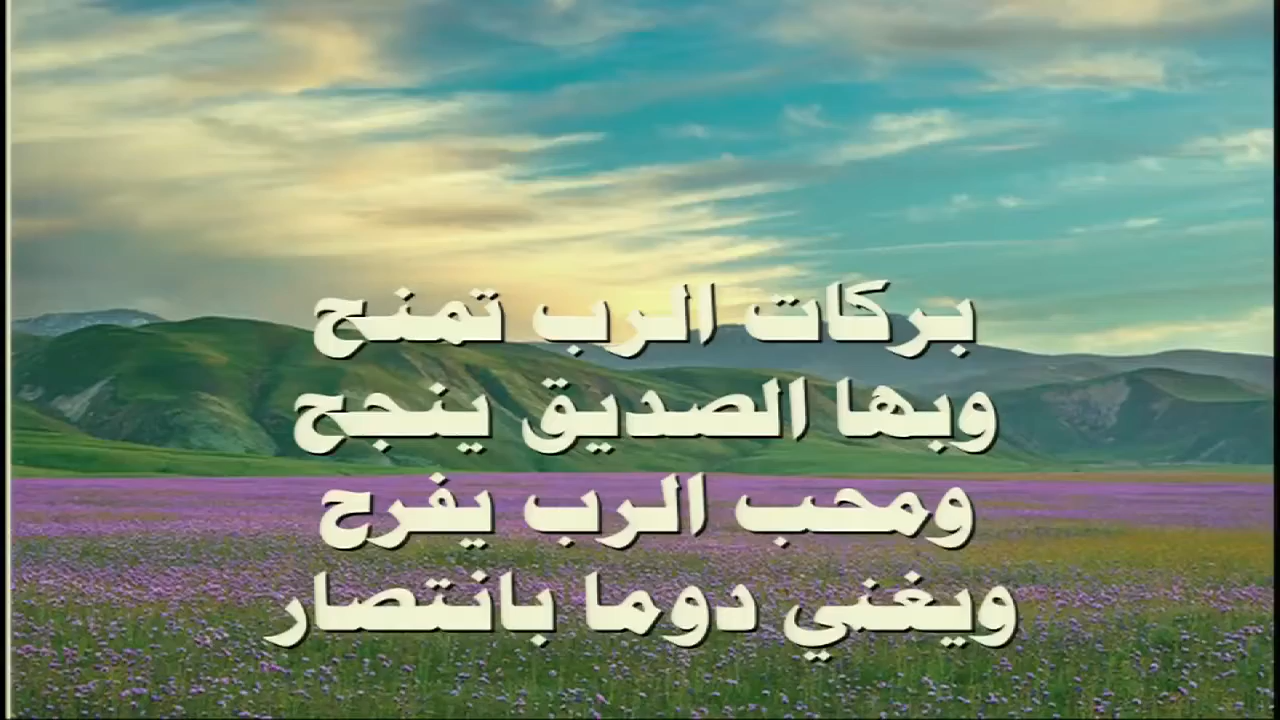 بركات الرب تمنح
وبها الصديق ينجح
ومحب الرب يفرح
ويغني دوما بانتصار